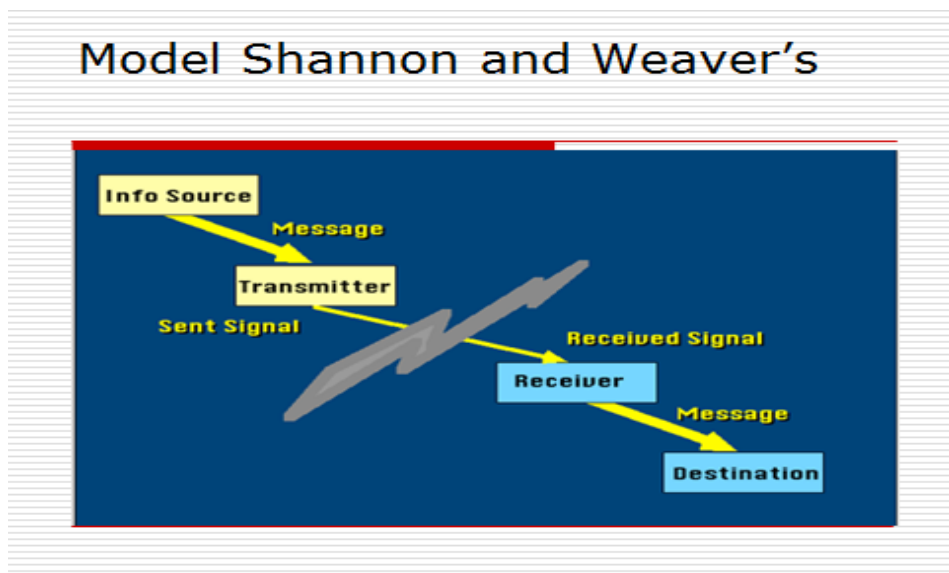 Model Shannon and Weaver's
Info Source
Message
Transmitter
Sent Signal
Received Signal
Receiver
Message
Destination